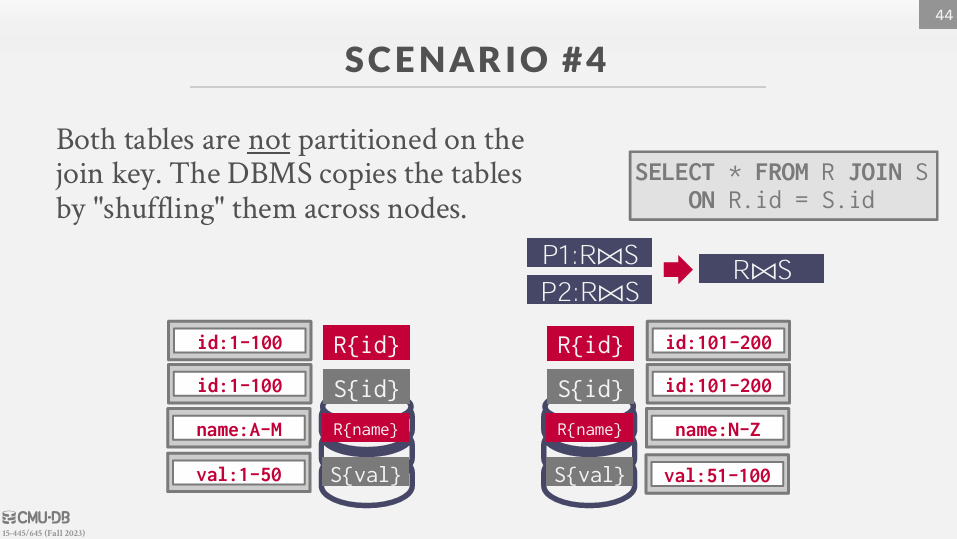 44
SCENARIO #4
Both tables are not partitioned on the
join key. The DBMS copies the tables
by "shuffling" them across nodes.
SELECT * FROM R JOIN S
ON R.id = S.id
P1:R⋈S
P2:R⋈S
R⋈S
id:1-100 R{id} R{id} id:101-200
id:1-100 S{id} S{id} id:101-200
name:A-M R{name} R{name} name:N-Z
val:1-50 S{val} S{val} val:51-100
CMU·DB
15-445/645 (Fall 2023)